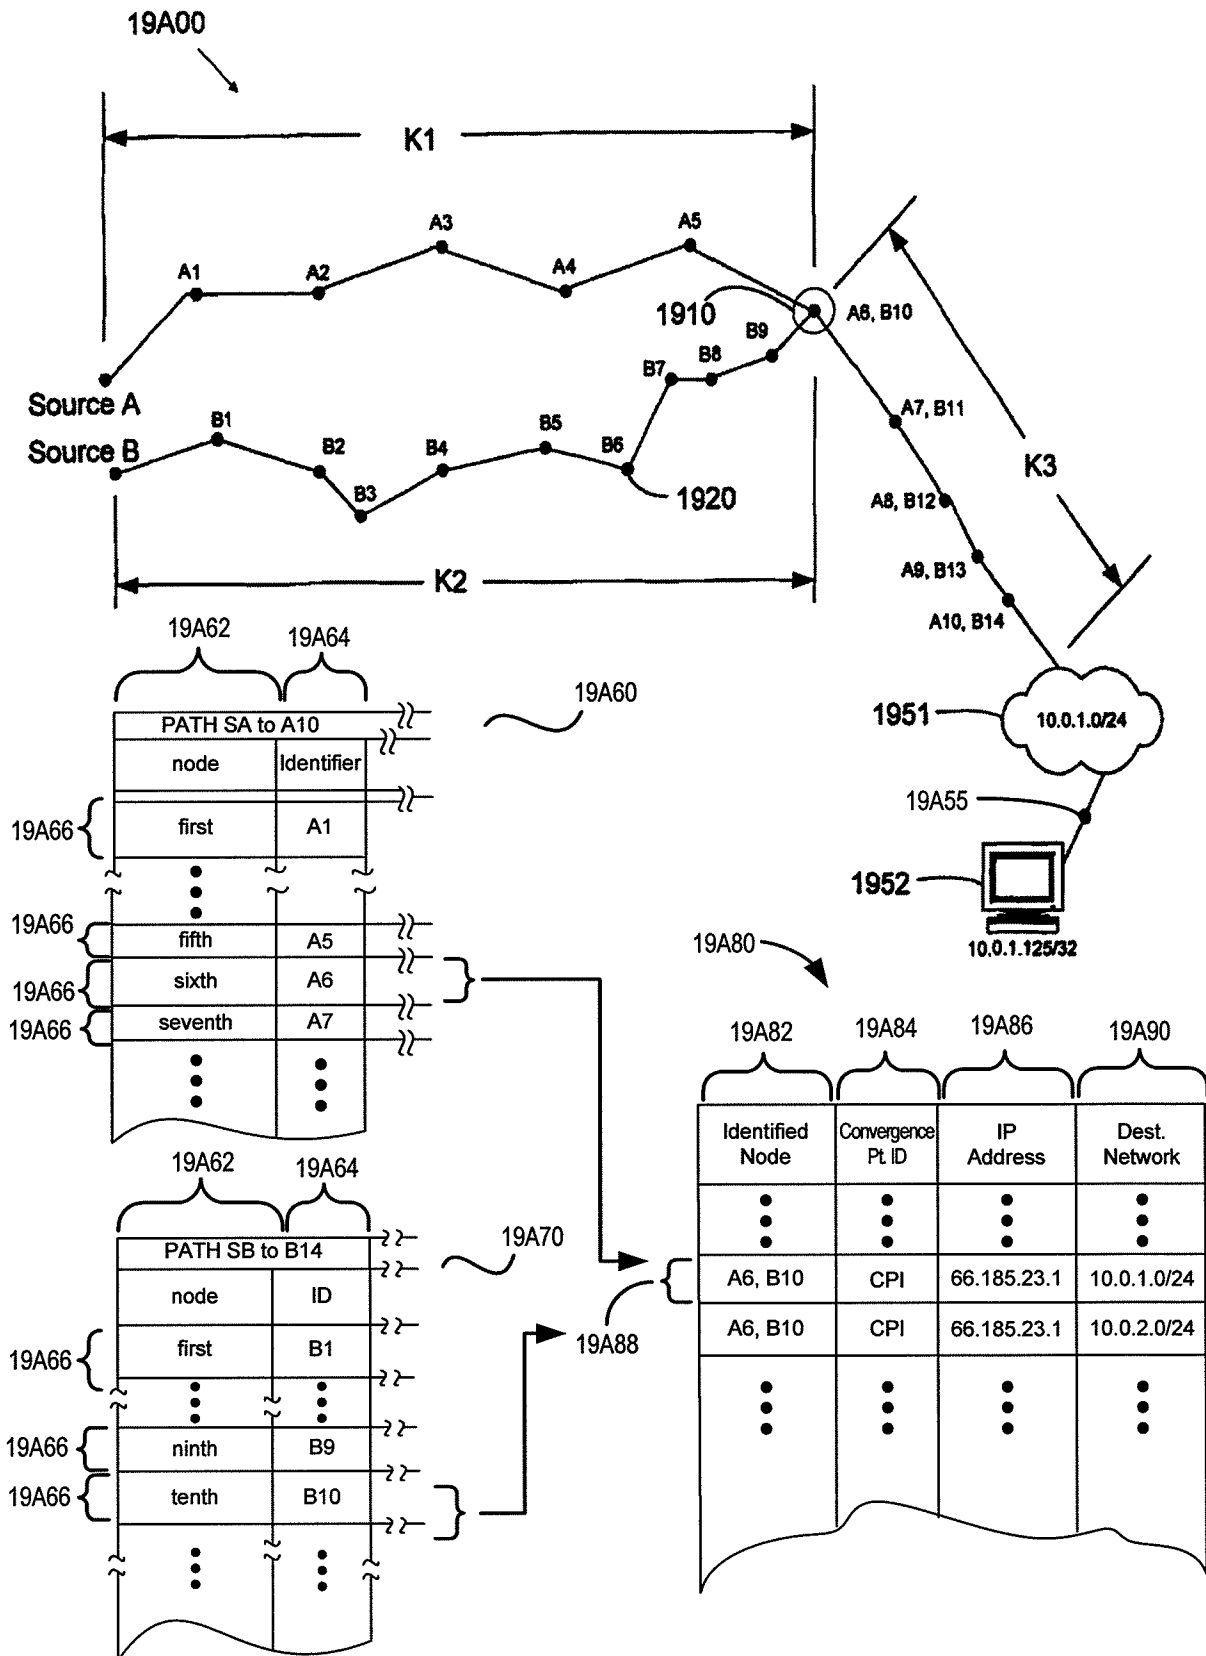 19A00
K1
A3
A5
A1
A2
A4
1910
A6, B10
B9
B7
B8
Source A
Source B
B1
B2
B4
B5
B6
B3
1920
A7, B11
K3
A8, B12
A9, B13
A10, B14
K2
19A62
19A64
19A60
PATH SA to A10
node
Identifier
19A66
first
A1
19A66
fifth
A5
19A66
sixth
A6
19A66
seventh
A7
1951
10.0.1.0/24
19A55
1952
10.0.1.125/32
19A80
19A82
19A84
19A86
19A90
Identified Node
Convergence Pt. ID
IP Address
Dest. Network
A6, B10
CPI
66.185.23.1
10.0.1.0/24
A6, B10
CPI
66.185.23.1
10.0.2.0/24
19A88
19A62
19A64
19A70
PATH SB to B14
node
ID
19A66
first
B1
19A66
ninth
B9
19A66
tenth
B10